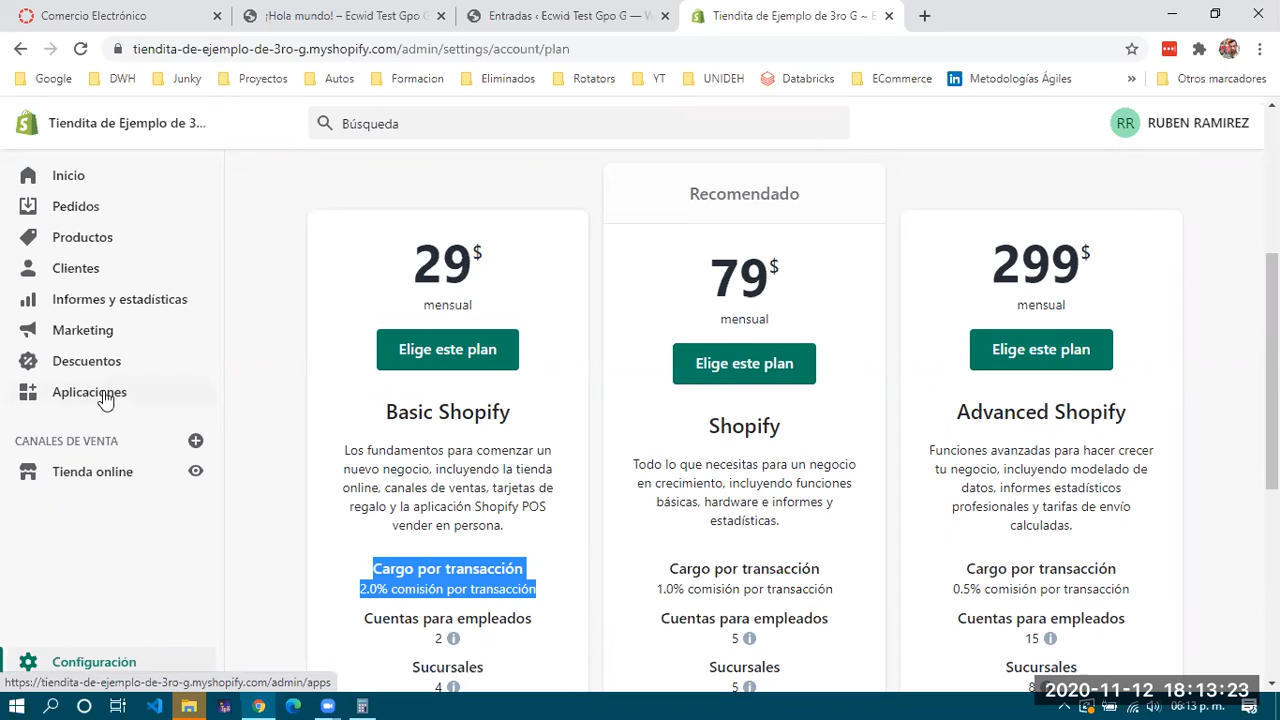 Comercio Electrónico
¡Hola mundo! – Ecwid Test Gpo G
Entradas ‹ Ecwid Test Gpo G — W
Tiendita de Ejemplo de 3ro G ~ E
tiendita-de-ejemplo-de-3ro-g.myshopify.com/admin/settings/account/plan
Google
DWH
Junky
Proyectos
Autos
Formacion
Eliminados
Rotators
YT
UNIDEH
Databricks
ECommerce
Metodologías Ágiles
»
Otros marcadores
Tiendita de Ejemplo de 3...
Búsqueda
RR
RUBEN RAMIREZ
Inicio
Pedidos
Productos
Clientes
Informes y estadísticas
Marketing
Descuentos
Aplicaciones
CANALES DE VENTA
Tienda online
Configuración
https://tiendita-de-ejemplo-de-3ro-g.myshopify.com/admin/apps
29$
mensual
Elige este plan
Basic Shopify
Los fundamentos para comenzar un
nuevo negocio, incluyendo la tienda
online, canales de ventas, tarjetas de
regalo y la aplicación Shopify POS
vender en persona.
Cargo por transacción
2.0% comisión por transacción
Cuentas para empleados
2
Sucursales
4
Recomendado
79$
mensual
Elige este plan
Shopify
Todo lo que necesitas para un negocio
en crecimiento, incluyendo funciones
básicas, hardware e informes y
estadísticas.
Cargo por transacción
1.0% comisión por transacción
Cuentas para empleados
5
Sucursales
5
299$
mensual
Elige este plan
Advanced Shopify
Funciones avanzadas para hacer crecer
tu negocio, incluyendo modelado de
datos, informes estadísticos
profesionales y tarifas de envío
calculadas.
Cargo por transacción
0.5% comisión por transacción
Cuentas para empleados
15
Sucursales
8
2020-11-12 18:13:23
06:13 p. m.